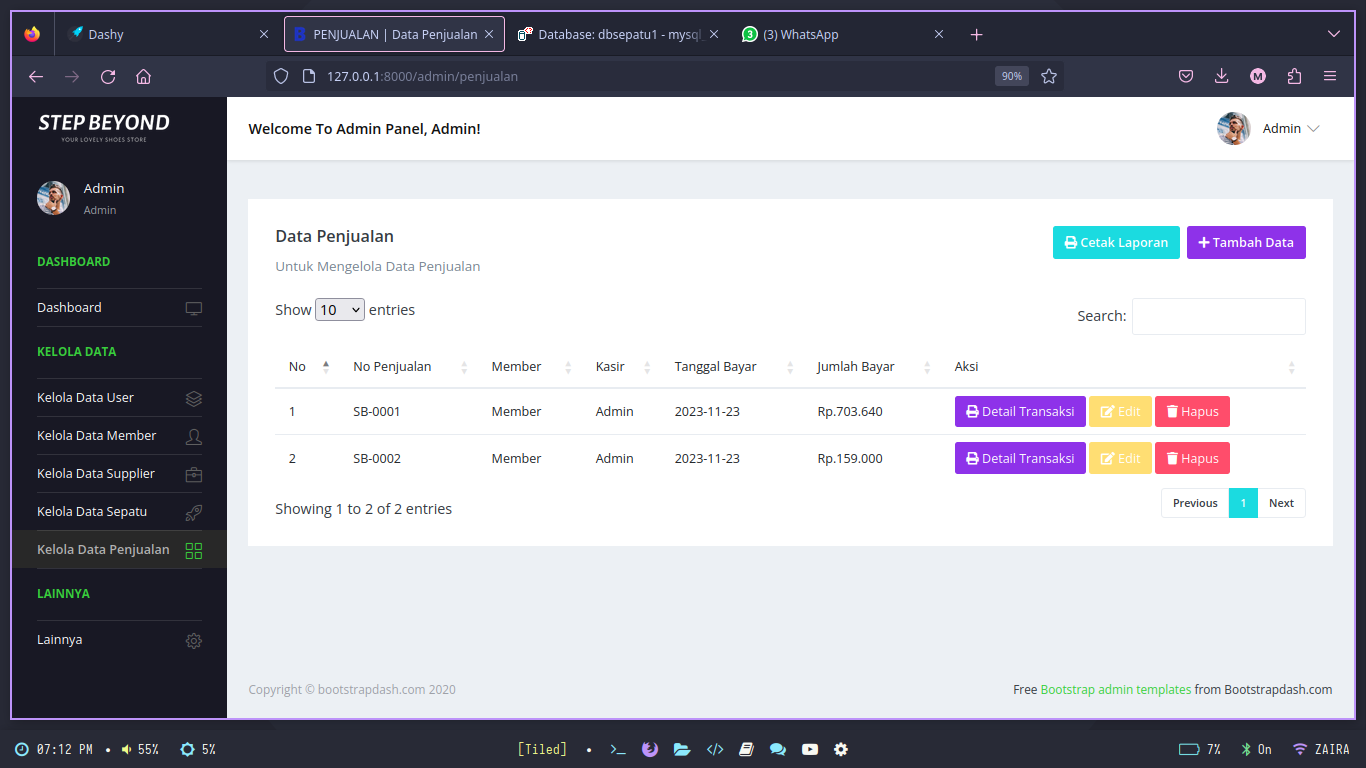 Dashy
PENJUALAN | Data Penjualan
Database: dbsepatu1 - mysql_
3 (3) WhatsApp
127.0.0.1:8000/admin/penjualan
90%
M
STEP BEYOND
YOUR LOVELY SHOES STORE
Welcome To Admin Panel, Admin!
Admin
Admin
Admin
DASHBOARD
Dashboard
KELOLA DATA
Kelola Data User
Kelola Data Member
Kelola Data Supplier
Kelola Data Sepatu
Kelola Data Penjualan
LAINNYA
Lainnya
Data Penjualan
Untuk Mengelola Data Penjualan
Cetak Laporan
Tambah Data
Show 10 entries
Search:
No No Penjualan Member Kasir Tanggal Bayar Jumlah Bayar Aksi
1 SB-0001 Member Admin 2023-11-23 Rp.703.640 Detail Transaksi Edit Hapus
2 SB-0002 Member Admin 2023-11-23 Rp.159.000 Detail Transaksi Edit Hapus
Showing 1 to 2 of 2 entries
Previous 1 Next
Copyright © bootstrapdash.com 2020
Free Bootstrap admin templates from Bootstrapdash.com
07:12 PM • 55% 5%
[Tiled] •
7% On ZAIRA